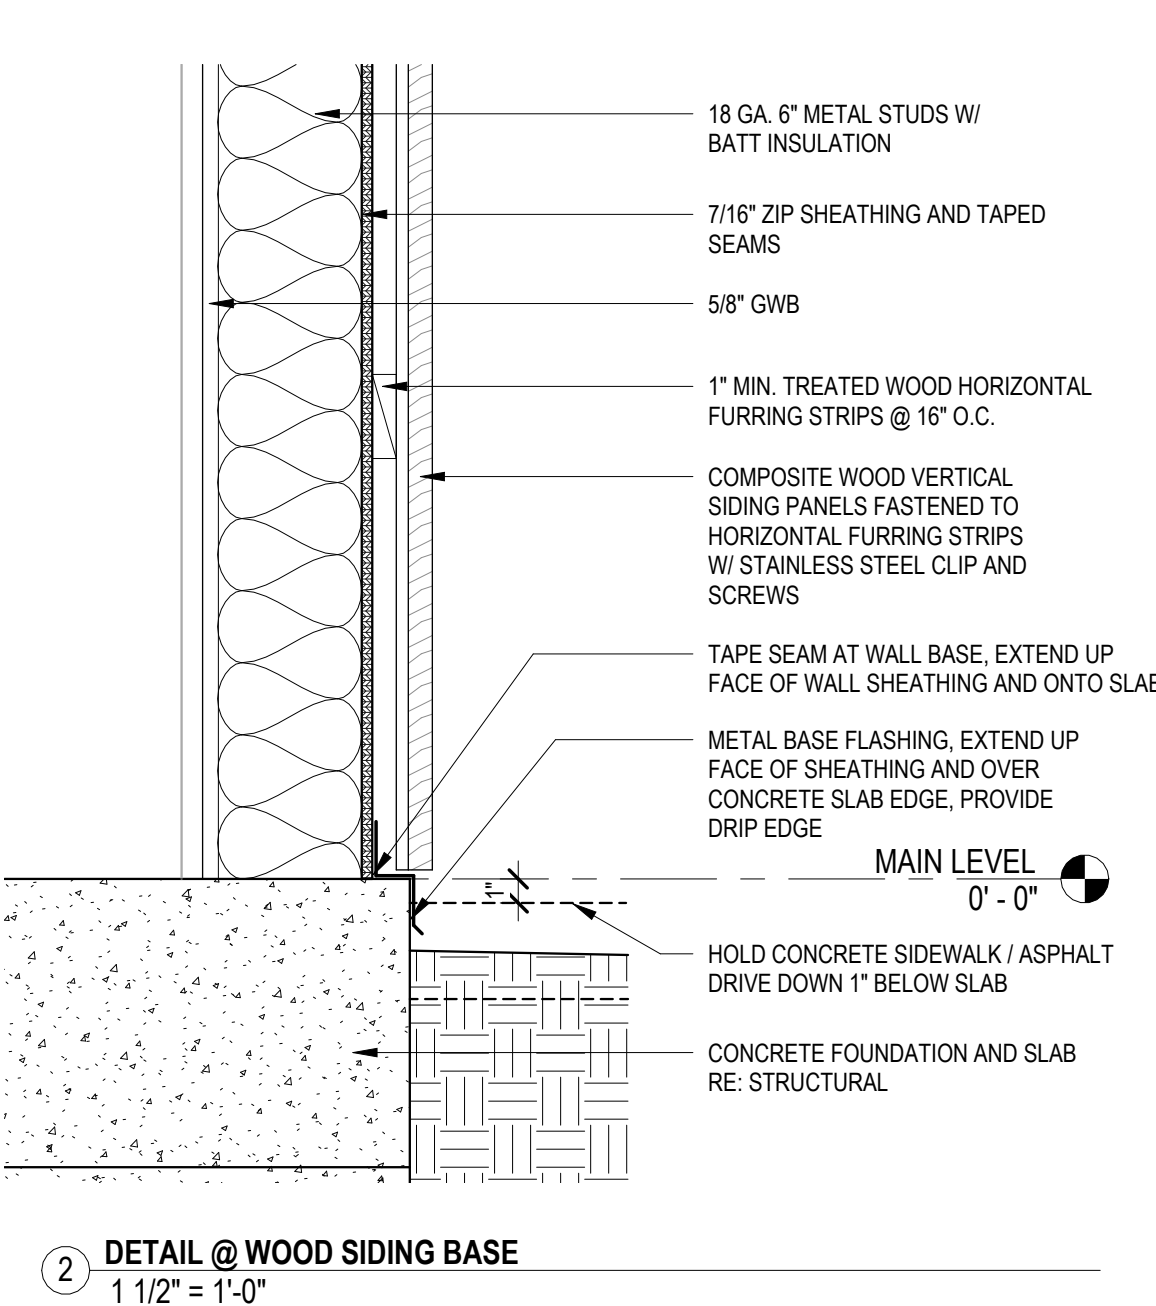 18 GA. 6" METAL STUDS W/
BATT INSULATION
7/16" ZIP SHEATHING AND TAPED
SEAMS
5/8" GWB
1" MIN. TREATED WOOD HORIZONTAL
FURRING STRIPS @ 16" O.C.
COMPOSITE WOOD VERTICAL
SIDING PANELS FASTENED TO
HORIZONTAL FURRING STRIPS
W/ STAINLESS STEEL CLIP AND
SCREWS
TAPE SEAM AT WALL BASE, EXTEND UP
FACE OF WALL SHEATHING AND ONTO SLAB
METAL BASE FLASHING, EXTEND UP
FACE OF SHEATHING AND OVER
CONCRETE SLAB EDGE, PROVIDE
DRIP EDGE
MAIN LEVEL
0' - 0"
1"
HOLD CONCRETE SIDEWALK / ASPHALT
DRIVE DOWN 1" BELOW SLAB
CONCRETE FOUNDATION AND SLAB
RE: STRUCTURAL
2
DETAIL @ WOOD SIDING BASE
1 1/2" = 1'-0"